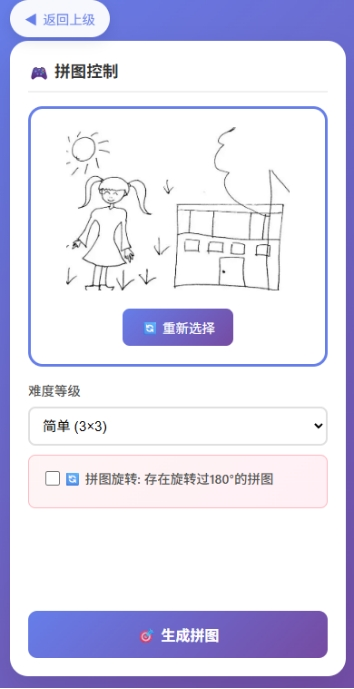 返回上级
拼图控制
重新选择
难度等级
简单 (3×3)
拼图旋转: 存在旋转过180°的拼图
生成拼图